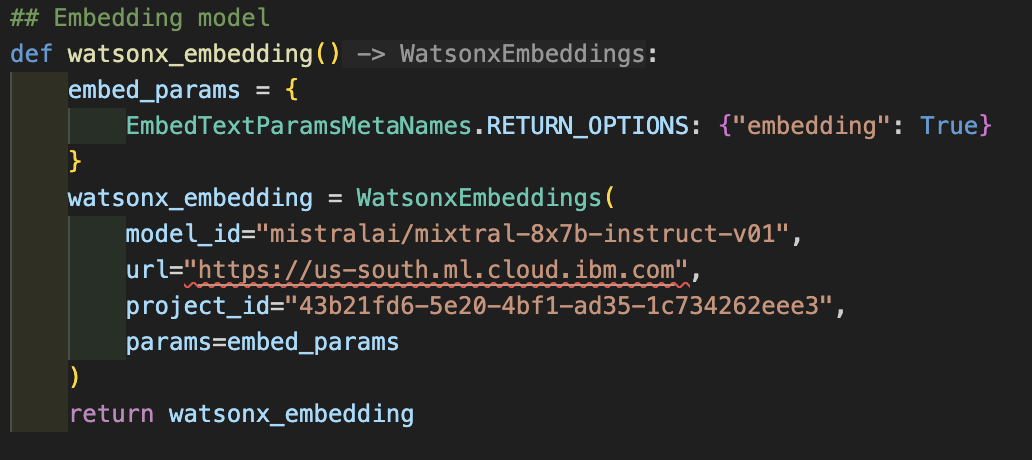 ## Embedding model
def watsonx_embedding() -> WatsonxEmbeddings:
    embed_params = {
        EmbedTextParamsMetaNames.RETURN_OPTIONS: {"embedding": True}
    }
    watsonx_embedding = WatsonxEmbeddings(
        model_id="mistralai/mixtral-8x7b-instruct-v01",
        url="https://us-south.ml.cloud.ibm.com",
        project_id="43b21fd6-5e20-4bf1-ad35-1c734262eee3",
        params=embed_params
    )
    return watsonx_embedding